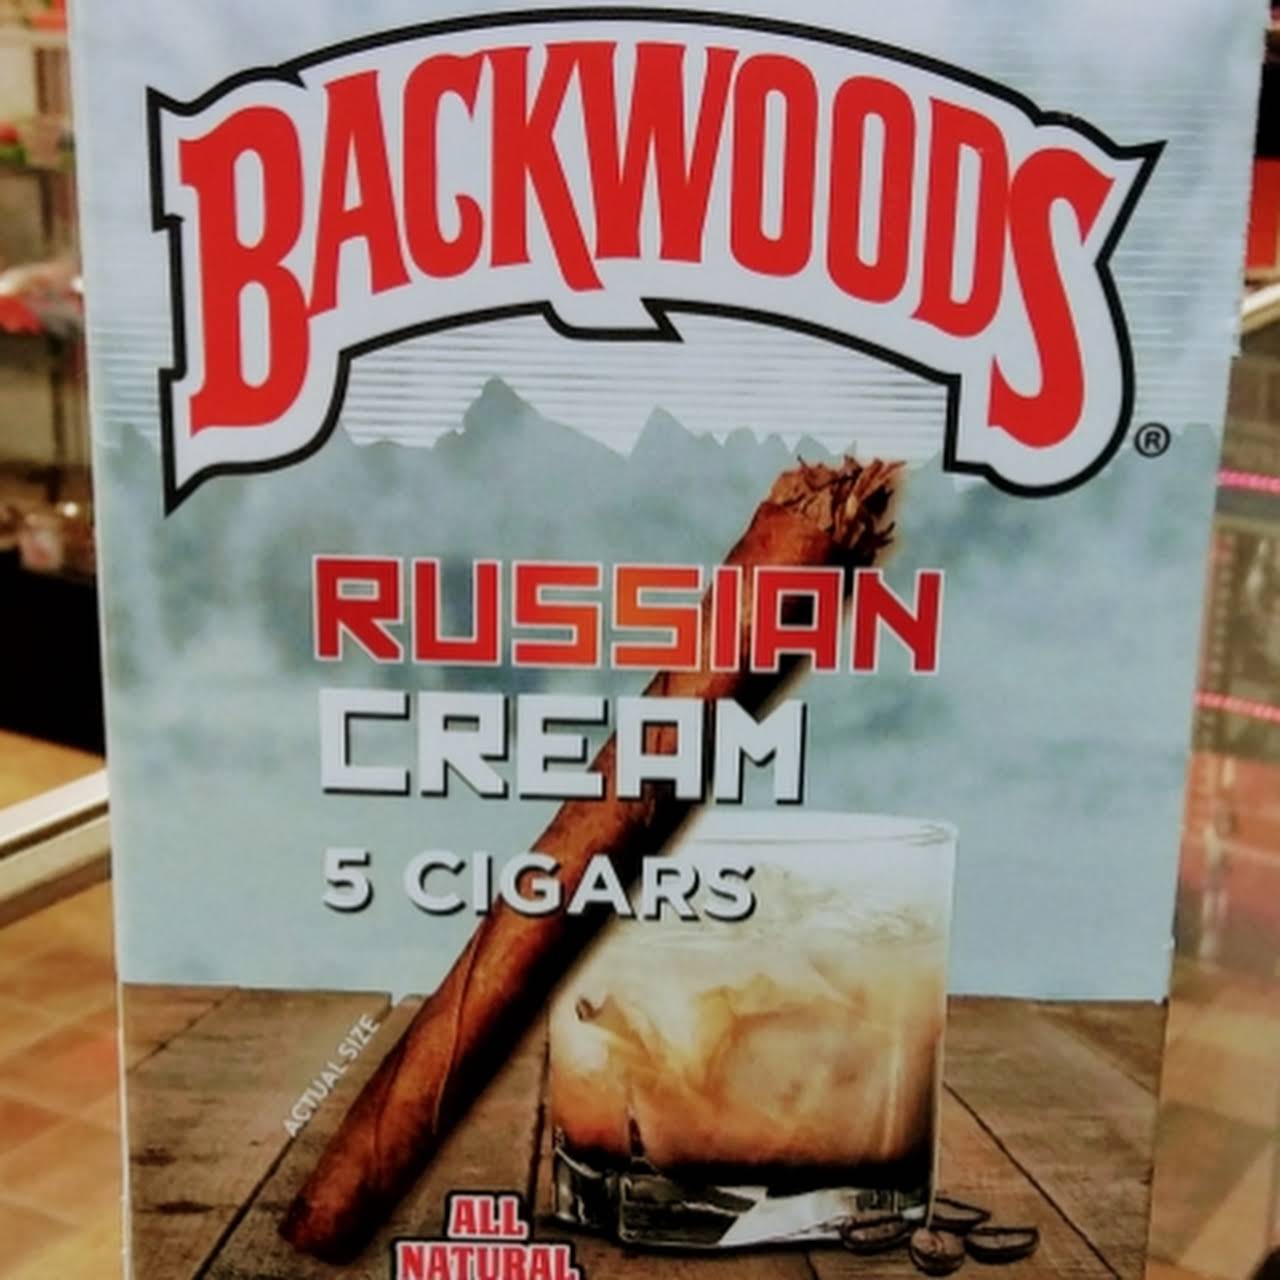 BACKWOODS®
RUSSIAN
CREAM
5 CIGARS
ACTUAL SIZE
ALL
NATURAL